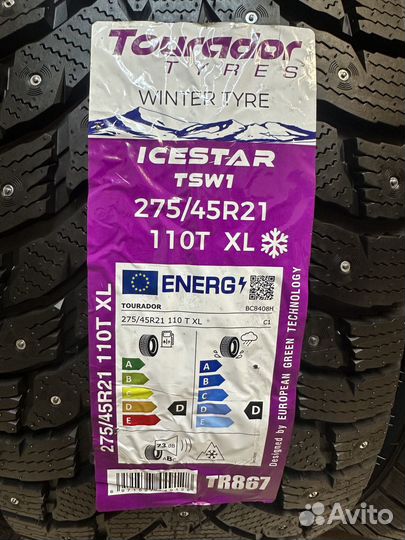 Tourador
TYRES
WINTER TYRE
ICESTAR
TSW1
275/45R21
110T XL
275/45R21 110T XL
ENERG
TOURADOR
BC8408H
275/45R21 110 T XL
C1
A
B
C
D
E
D
A
B
C
D
E
D
Designed by EUROPEAN GREEN TECHNOLOGY
TR867
Avito